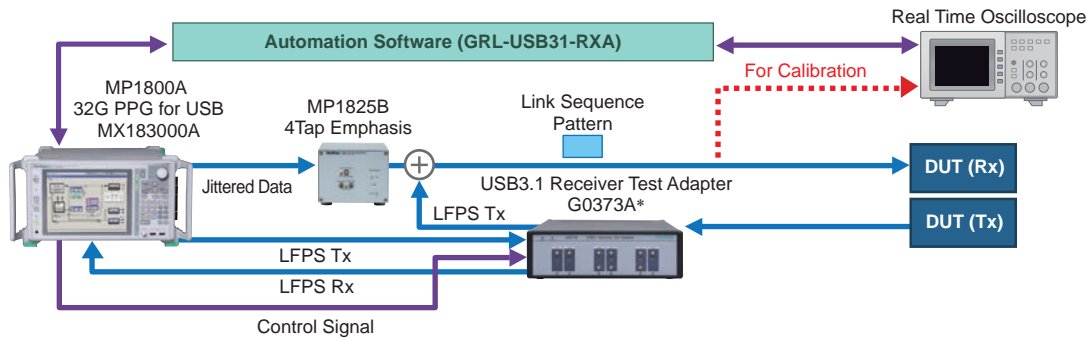 Real Time Oscilloscope
Automation Software (GRL-USB31-RXA)
For Calibration
MP1800A
32G PPG for USB
MX183000A
MP1825B
4Tap Emphasis
Link Sequence
Pattern
Jittered Data
DUT (Rx)
USB3.1 Receiver Test Adapter
G0373A*
LFPS Tx
DUT (Tx)
LFPS Tx
LFPS Rx
Control Signal